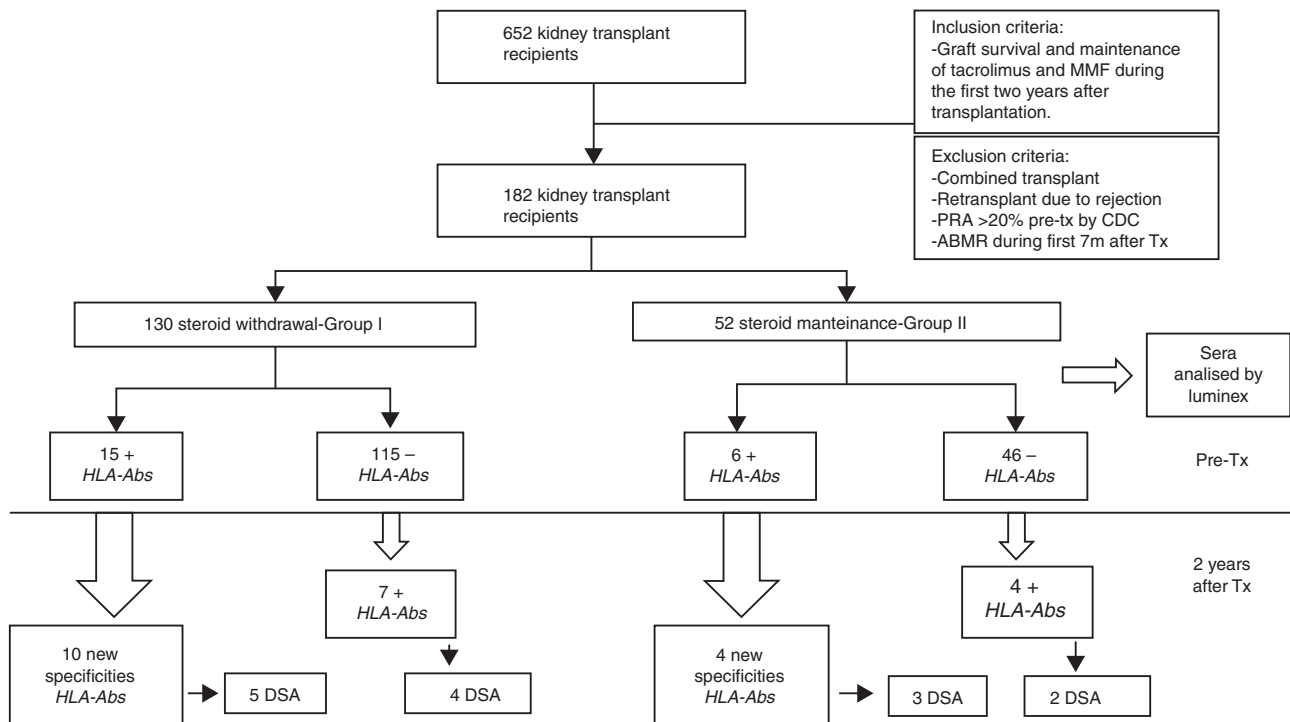 652 kidney transplant
recipients
Inclusion criteria:
-Graft survival and maintenance
of tacrolimus and MMF during
the first two years after
transplantation.
Exclusion criteria:
-Combined transplant
-Retransplant due to rejection
-PRA >20% pre-tx by CDC
-ABMR during first 7m after Tx
182 kidney transplant
recipients
130 steroid withdrawal-Group I
52 steroid manteinance-Group II
Sera
analised by
luminex
15 +
HLA-Abs
115 –
HLA-Abs
6 +
HLA-Abs
46 –
HLA-Abs
Pre-Tx
2 years
after Tx
7 +
HLA-Abs
4 +
HLA-Abs
10 new
specificities
HLA-Abs
5 DSA
4 DSA
4 new
specificities
HLA-Abs
3 DSA
2 DSA